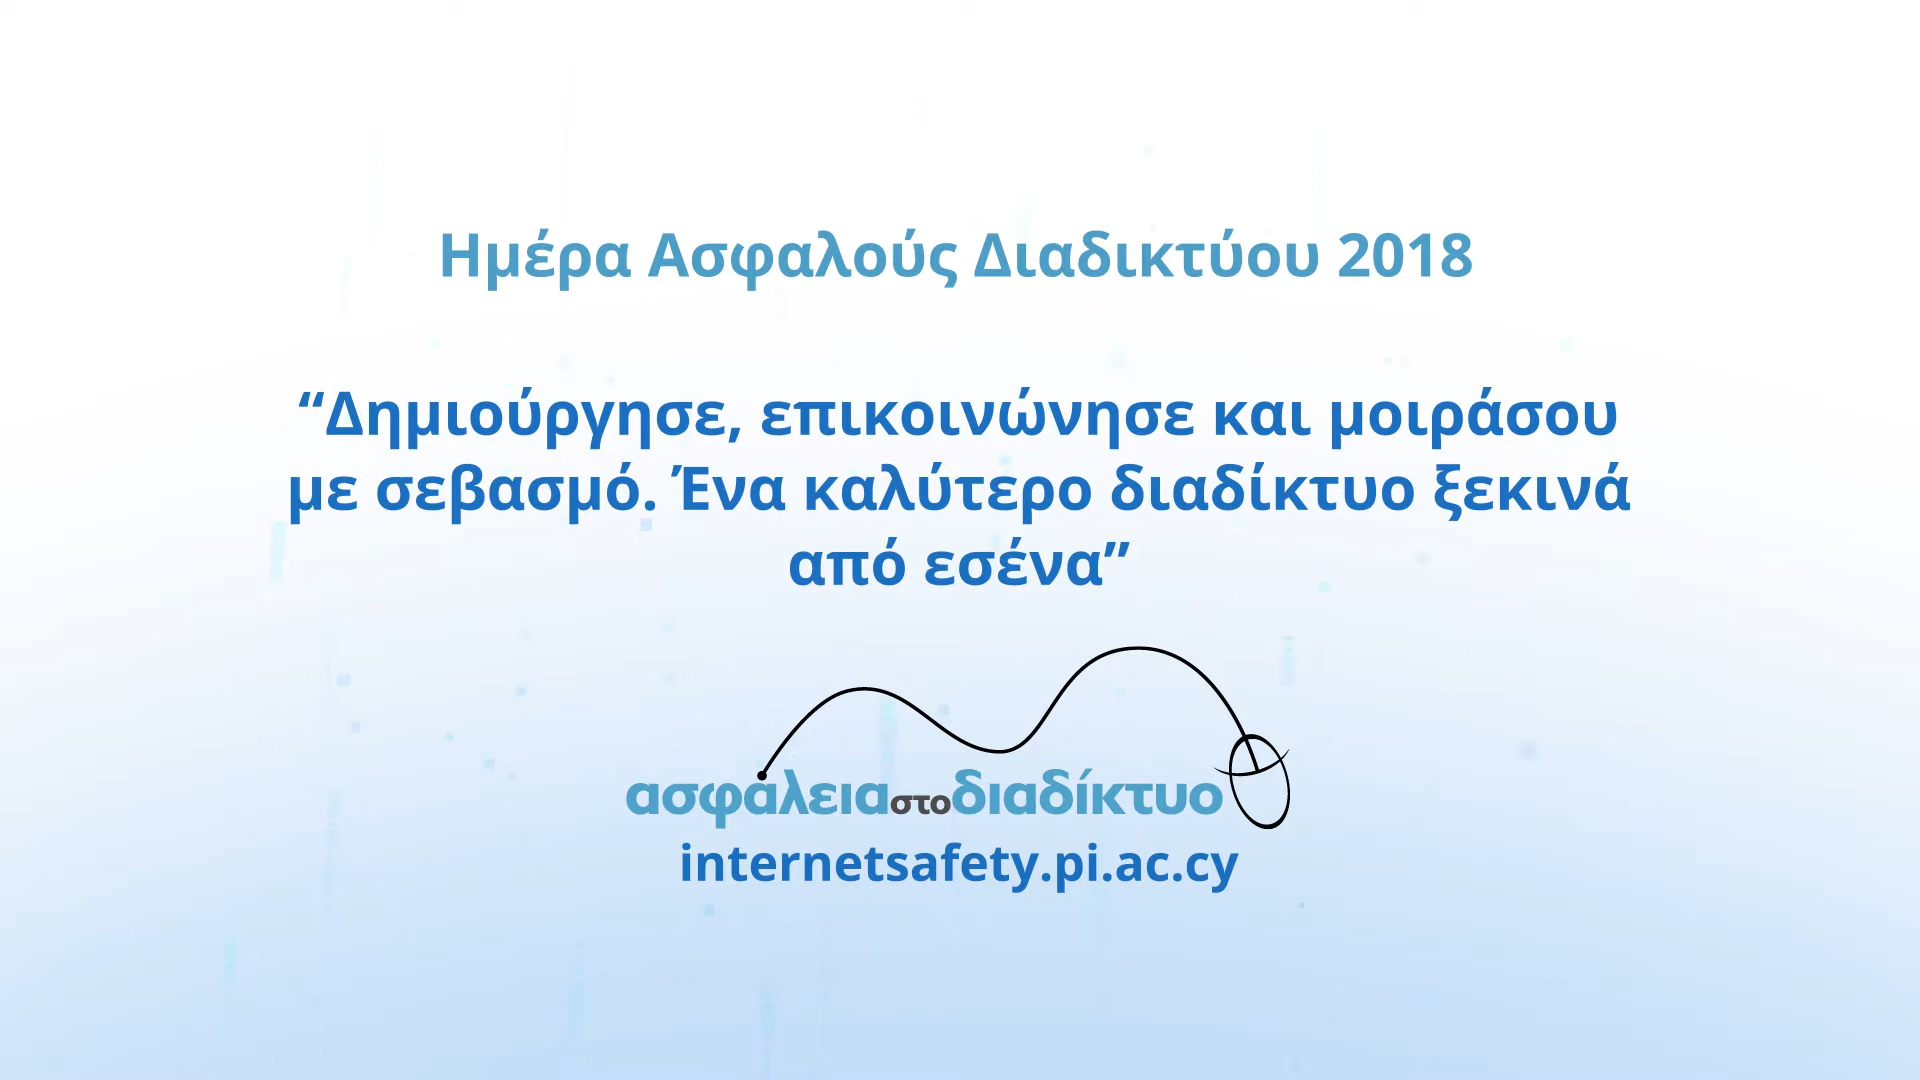 Ημέρα Ασφαλούς Διαδικτύου 2018
“Δημιούργησε, επικοινώνησε και μοιράσου
με σεβασμό. Ένα καλύτερο διαδίκτυο ξεκινά
από εσένα”
ασφάλειαστοδιαδίκτυο
internetsafety.pi.ac.cy